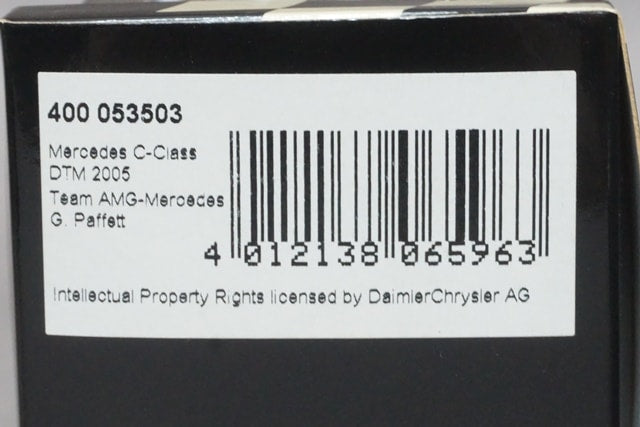 400 053503
Mercedes C-Class
DTM 2005
Team AMG-Mercedes
G. Paffett
4 012138 065963
Intellectual Property Rights licensed by DaimlerChrysler AG